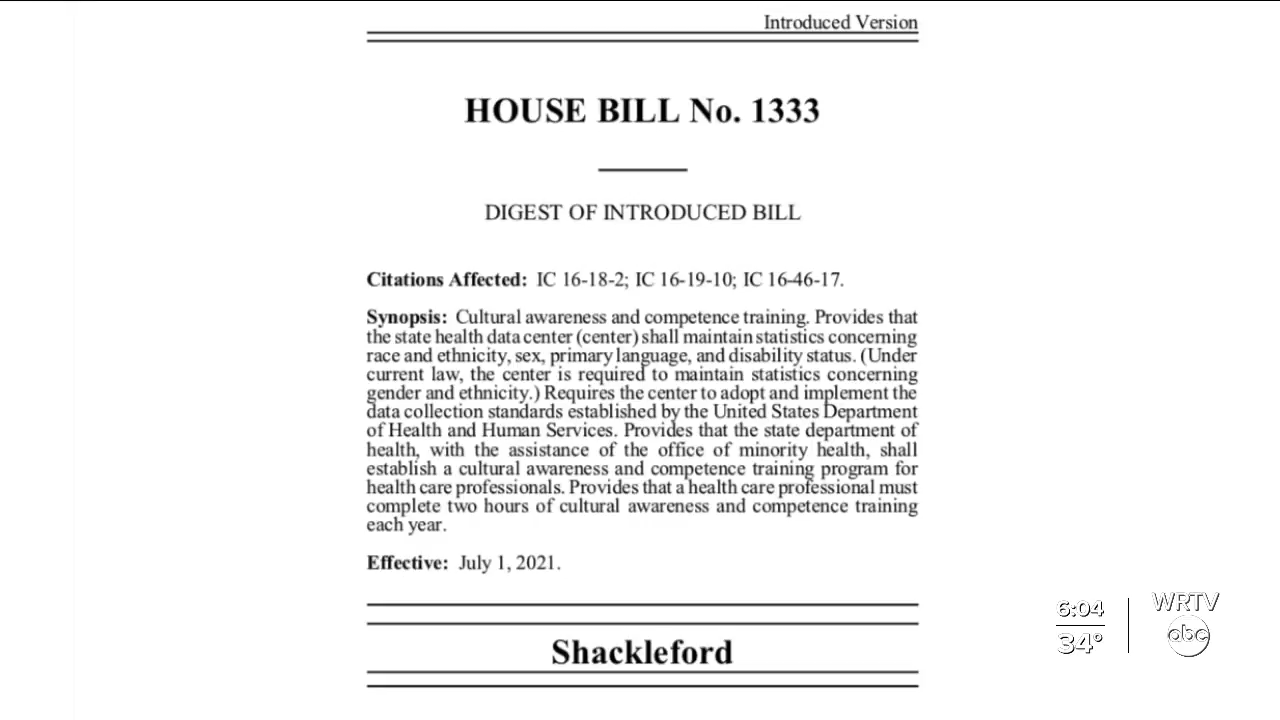 Introduced Version
HOUSE BILL No. 1333
DIGEST OF INTRODUCED BILL
Citations Affected: IC 16-18-2; IC 16-19-10; IC 16-46-17.
Synopsis: Cultural awareness and competence training. Provides that
the state health data center (center) shall maintain statistics concerning
race and ethnicity, sex, primary language, and disability status. (Under
current law, the center is required to maintain statistics concerning
gender and ethnicity.) Requires the center to adopt and implement the
data collection standards established by the United States Department
of Health and Human Services. Provides that the state department of
health, with the assistance of the office of minority health, shall
establish a cultural awareness and competence training program for
health care professionals. Provides that a health care professional must
complete two hours of cultural awareness and competence training
each year.
Effective: July 1, 2021.
Shackleford
6:04
34°
WRTV
abc